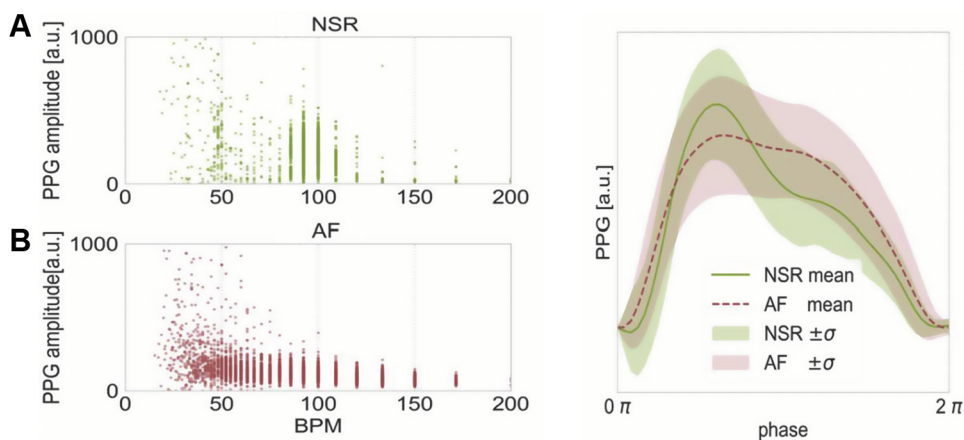 A
NSR
PPG amplitude [a.u.]
1000
0
0 50 100 150 200
B
AF
PPG amplitude[a.u.]
1000
0
0 50 100 150 200
BPM
PPG [a.u.]
NSR mean
AF mean
NSR ±σ
AF ±σ
0 π 2 π
phase